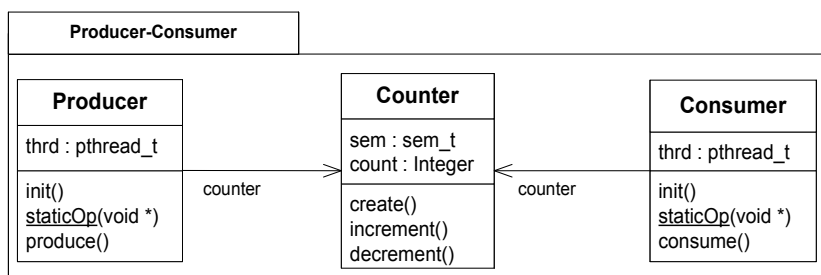 Producer-Consumer
Producer
thrd : pthread_t
init()
staticOp(void *)
produce()
counter
Counter
sem : sem_t
count : Integer
create()
increment()
decrement()
counter
Consumer
thrd : pthread_t
init()
staticOp(void *)
consume()